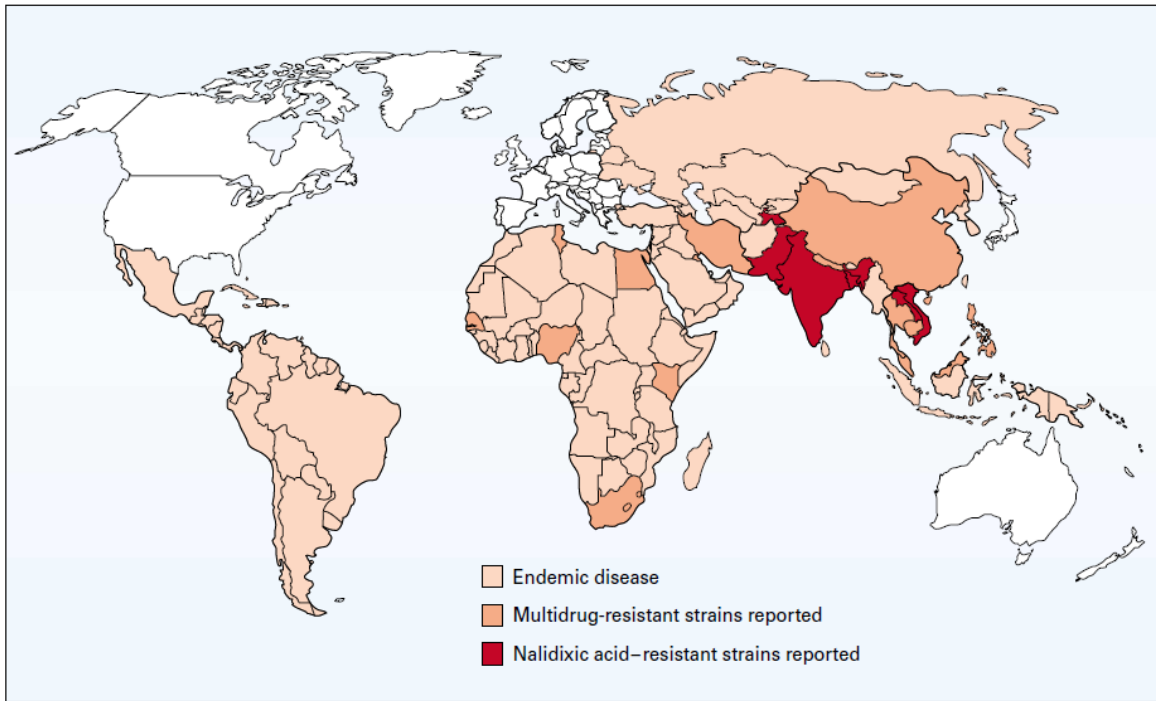 Endemic disease
Multidrug-resistant strains reported
Nalidixic acid–resistant strains reported